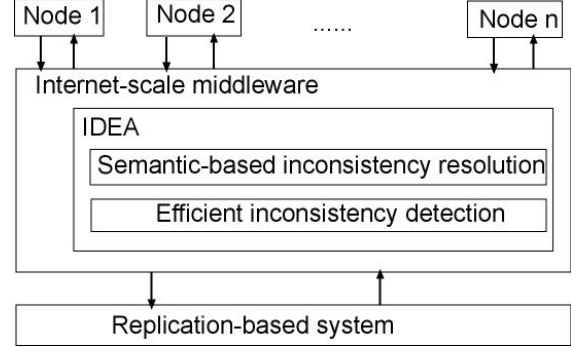 Node 1
Node 2
......
Node n
Internet-scale middleware
IDEA
Semantic-based inconsistency resolution
Efficient inconsistency detection
Replication-based system